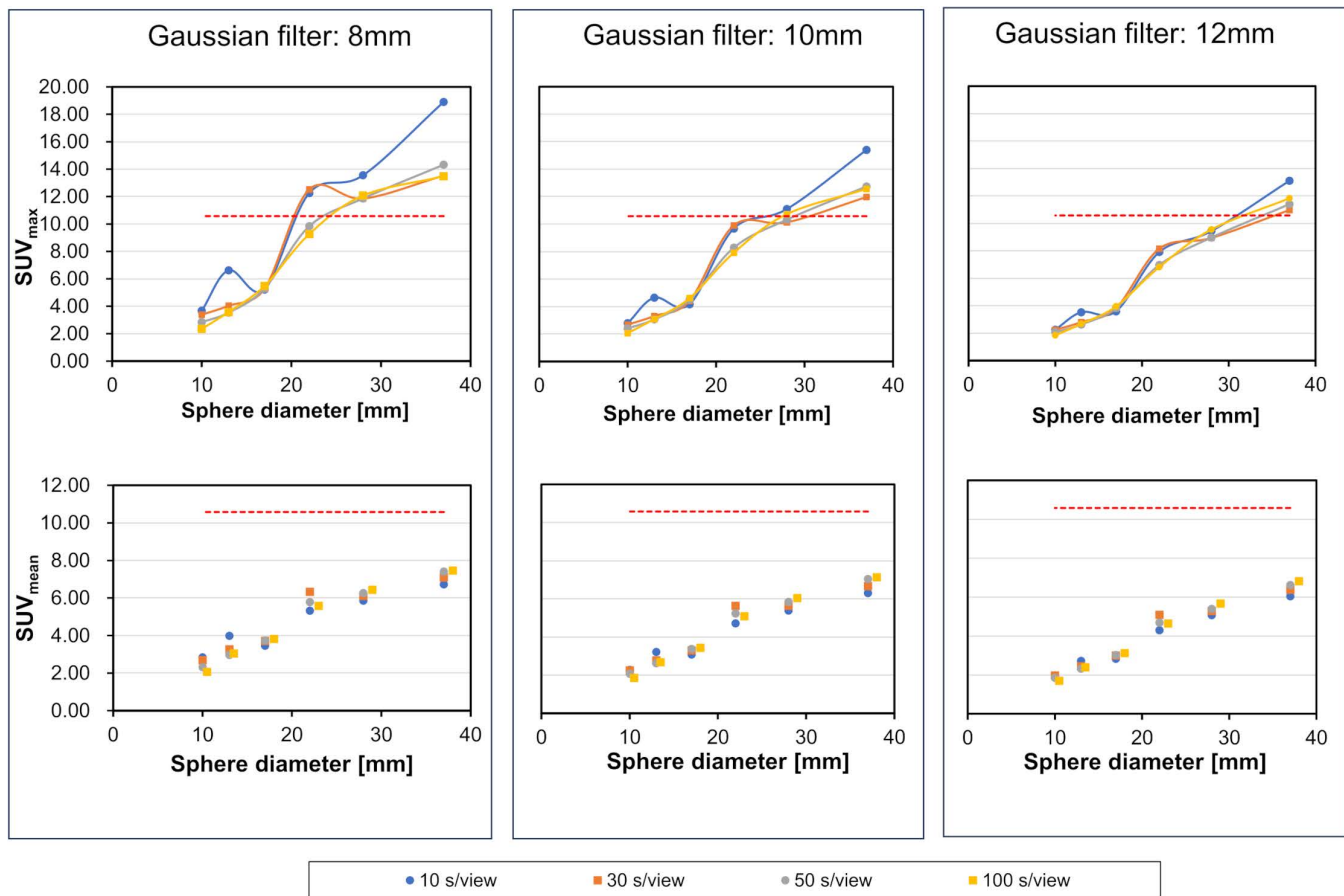 Gaussian filter: 8mm
Gaussian filter: 10mm
Gaussian filter: 12mm
SUVmax
20.00
18.00
16.00
14.00
12.00
10.00
8.00
6.00
4.00
2.00
0.00
0 10 20 30 40
Sphere diameter [mm]
0 10 20 30 40
Sphere diameter [mm]
0 10 20 30 40
Sphere diameter [mm]
SUVmean
12.00
10.00
8.00
6.00
4.00
2.00
0.00
0 10 20 30 40
Sphere diameter [mm]
0 10 20 30 40
Sphere diameter [mm]
0 10 20 30 40
Sphere diameter [mm]
10 s/view 30 s/view 50 s/view 100 s/view